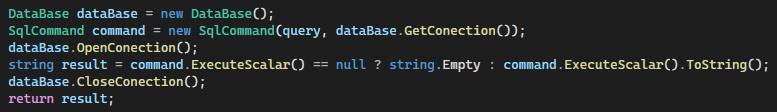 DataBase dataBase = new DataBase();
SqlCommand command = new SqlCommand(query, dataBase.GetConection());
dataBase.OpenConection();
string result = command.ExecuteScalar() == null ? string.Empty : command.ExecuteScalar().ToString();
dataBase.CloseConection();
return result;